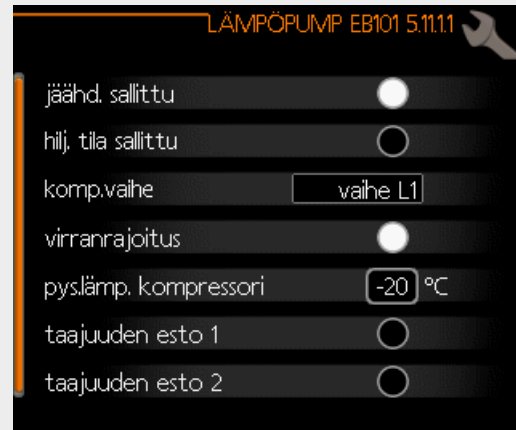 LÄMPÖPUMP EB101 5.11.1.1
jäähd. sallittu
hilj. tila sallittu
komp.vaihe vaihe L1
virranrajoitus
pys.lämp. kompressori -20 °C
taajuuden esto 1
taajuuden esto 2